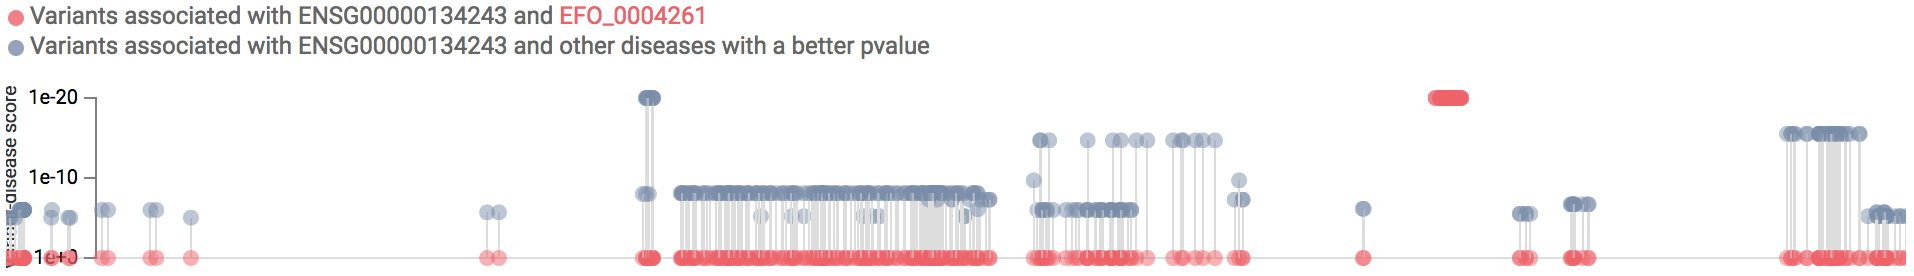 Variants associated with ENSG00000134243 and EFO_0004261
Variants associated with ENSG00000134243 and other diseases with a better pvalue
1e-20
1e-10
1e+0
-disease score